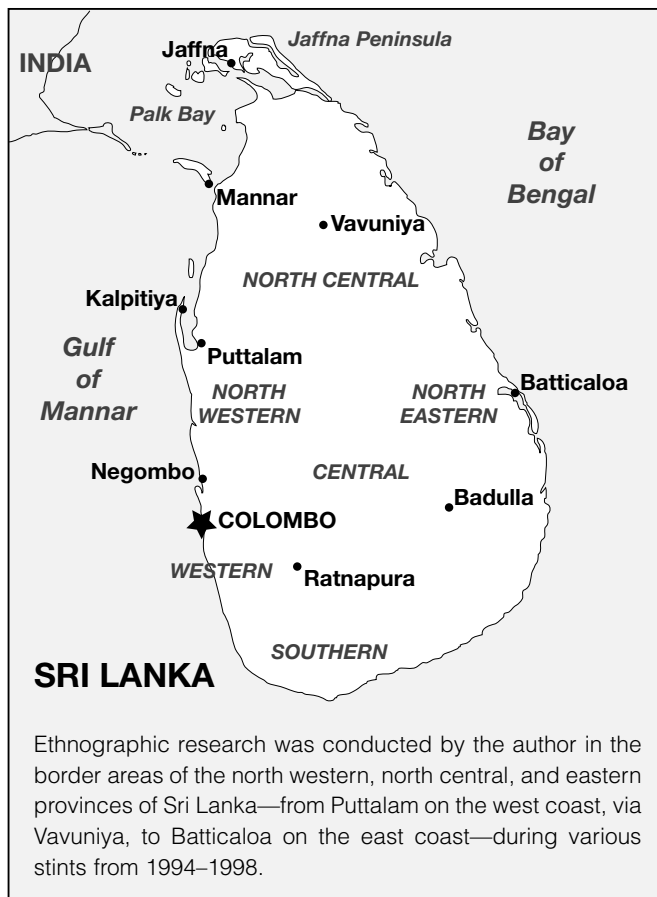 Jaffna
Jaffna Peninsula
INDIA
Palk Bay
Bay
of
Bengal
Mannar
Vavuniya
NORTH CENTRAL
Kalpitiya
Gulf
of
Mannar
Puttalam
NORTH
WESTERN
NORTH
EASTERN
Batticaloa
Negombo
CENTRAL
Badulla
COLOMBO
WESTERN
Ratnapura
SOUTHERN
SRI LANKA
Ethnographic research was conducted by the author in the
border areas of the north western, north central, and eastern
provinces of Sri Lanka—from Puttalam on the west coast, via
Vavuniya, to Batticaloa on the east coast—during various
stints from 1994–1998.